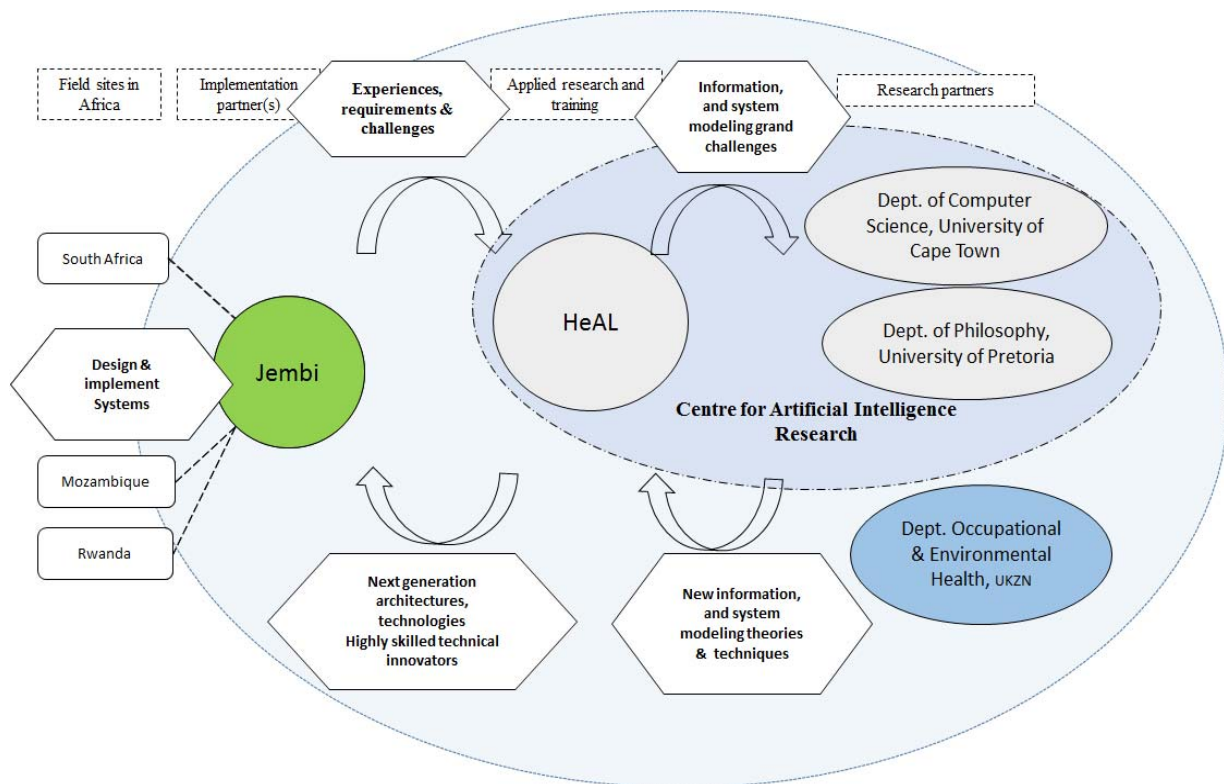 Field sites in
Africa
Implementation
partner(s)
Experiences,
requirements &
challenges
Applied research and
training
Information,
and system
modeling grand
challenges
Research partners
Dept. of Computer
Science, University of
Cape Town
South Africa
HeAL
Dept. of Philosophy,
University of Pretoria
Design &
implement
Systems
Jembi
Centre for Artificial Intelligence
Research
Mozambique
Rwanda
Dept. Occupational
& Environmental
Health, UKZN
Next generation
architectures,
technologies
Highly skilled technical
innovators
New information,
and system
modeling theories
& techniques